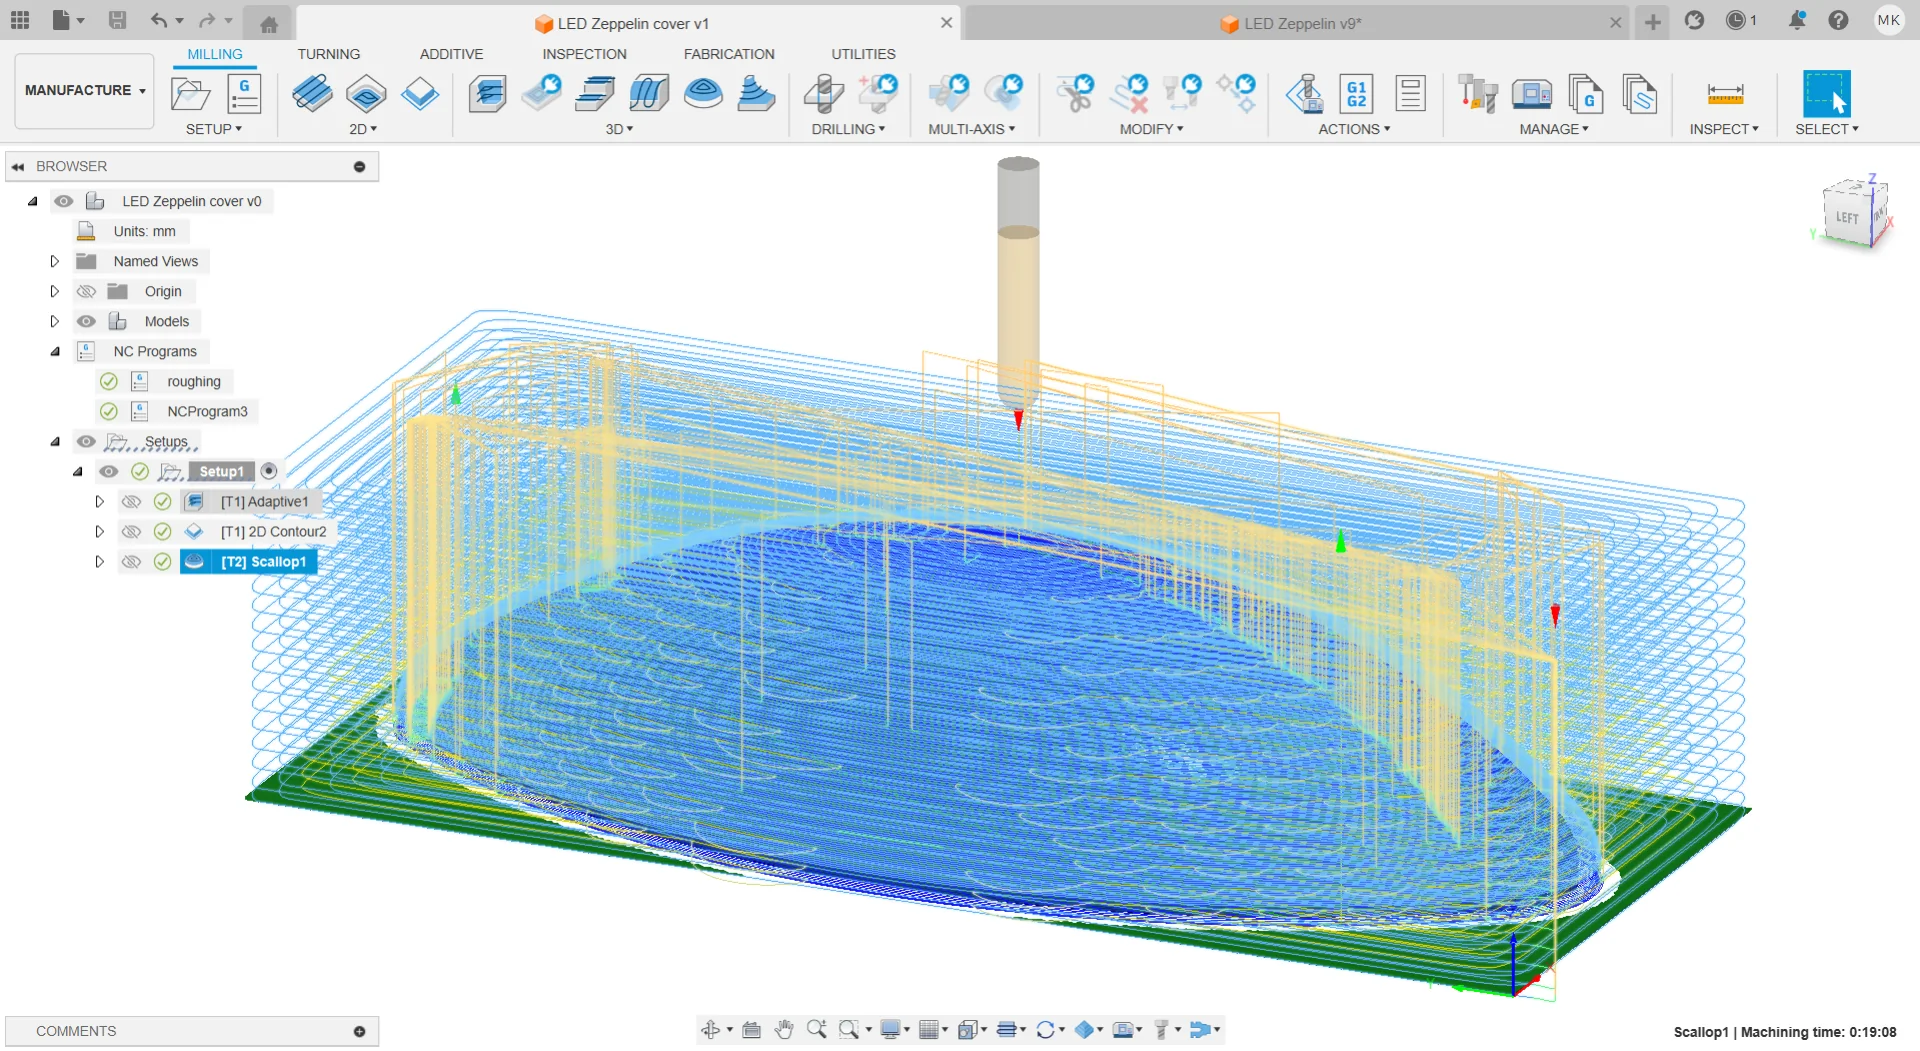 LED Zeppelin cover v1
LED Zeppelin v9*
1
MK
MANUFACTURE
MILLING
TURNING
ADDITIVE
INSPECTION
FABRICATION
UTILITIES
G
G1
G2
G
SETUP
2D
3D
DRILLING
MULTI-AXIS
MODIFY
ACTIONS
MANAGE
INSPECT
SELECT
BROWSER
LED Zeppelin cover v0
Units: mm
Named Views
Origin
Models
NC Programs
roughing
NCProgram3
Setups
Setup1
[T1] Adaptive1
[T1] 2D Contour2
[T2] Scallop1
Z
LEFT
X
Y
COMMENTS
Scallop1 | Machining time: 0:19:08